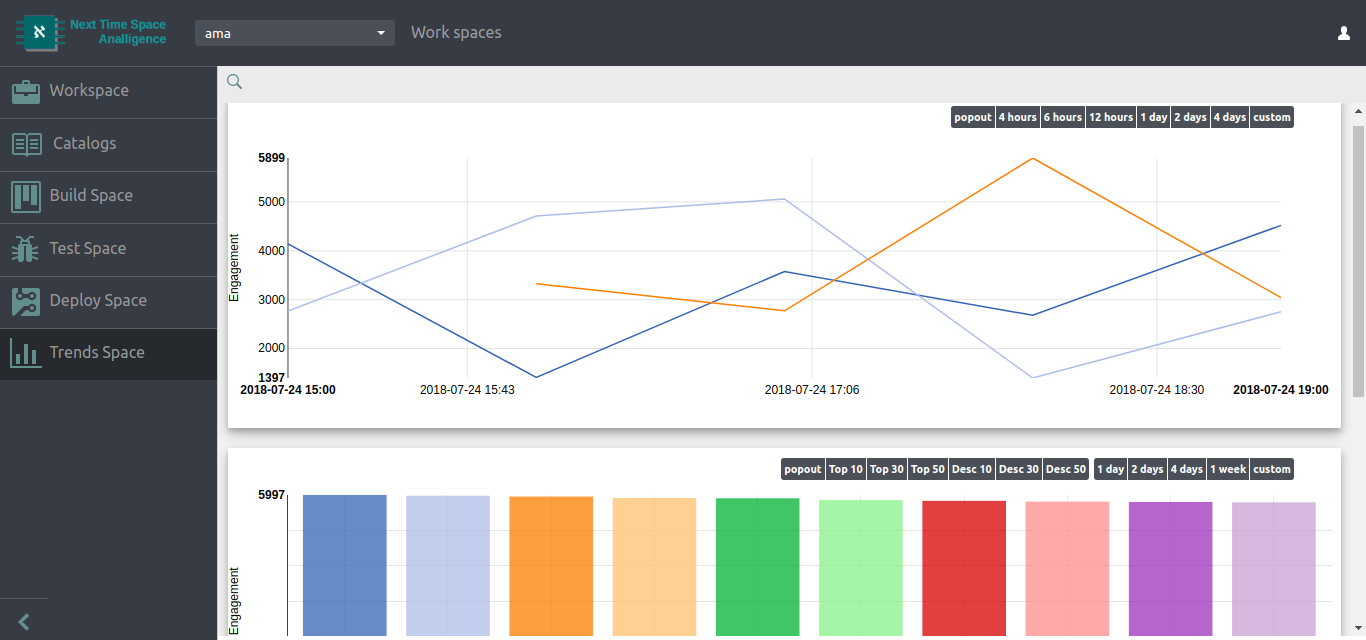 Next Time Space
Analligence
ama
Work spaces
Workspace
Catalogs
Build Space
Test Space
Deploy Space
Trends Space
popout 4 hours 6 hours 12 hours 1 day 2 days 4 days custom
5899
5000
4000
3000
2000
1397
Engagement
2018-07-24 15:00 2018-07-24 15:43 2018-07-24 17:06 2018-07-24 18:30 2018-07-24 19:00
popout Top 10 Top 30 Top 50 Desc 10 Desc 30 Desc 50 1 day 2 days 4 days 1 week custom
5997
Engagement